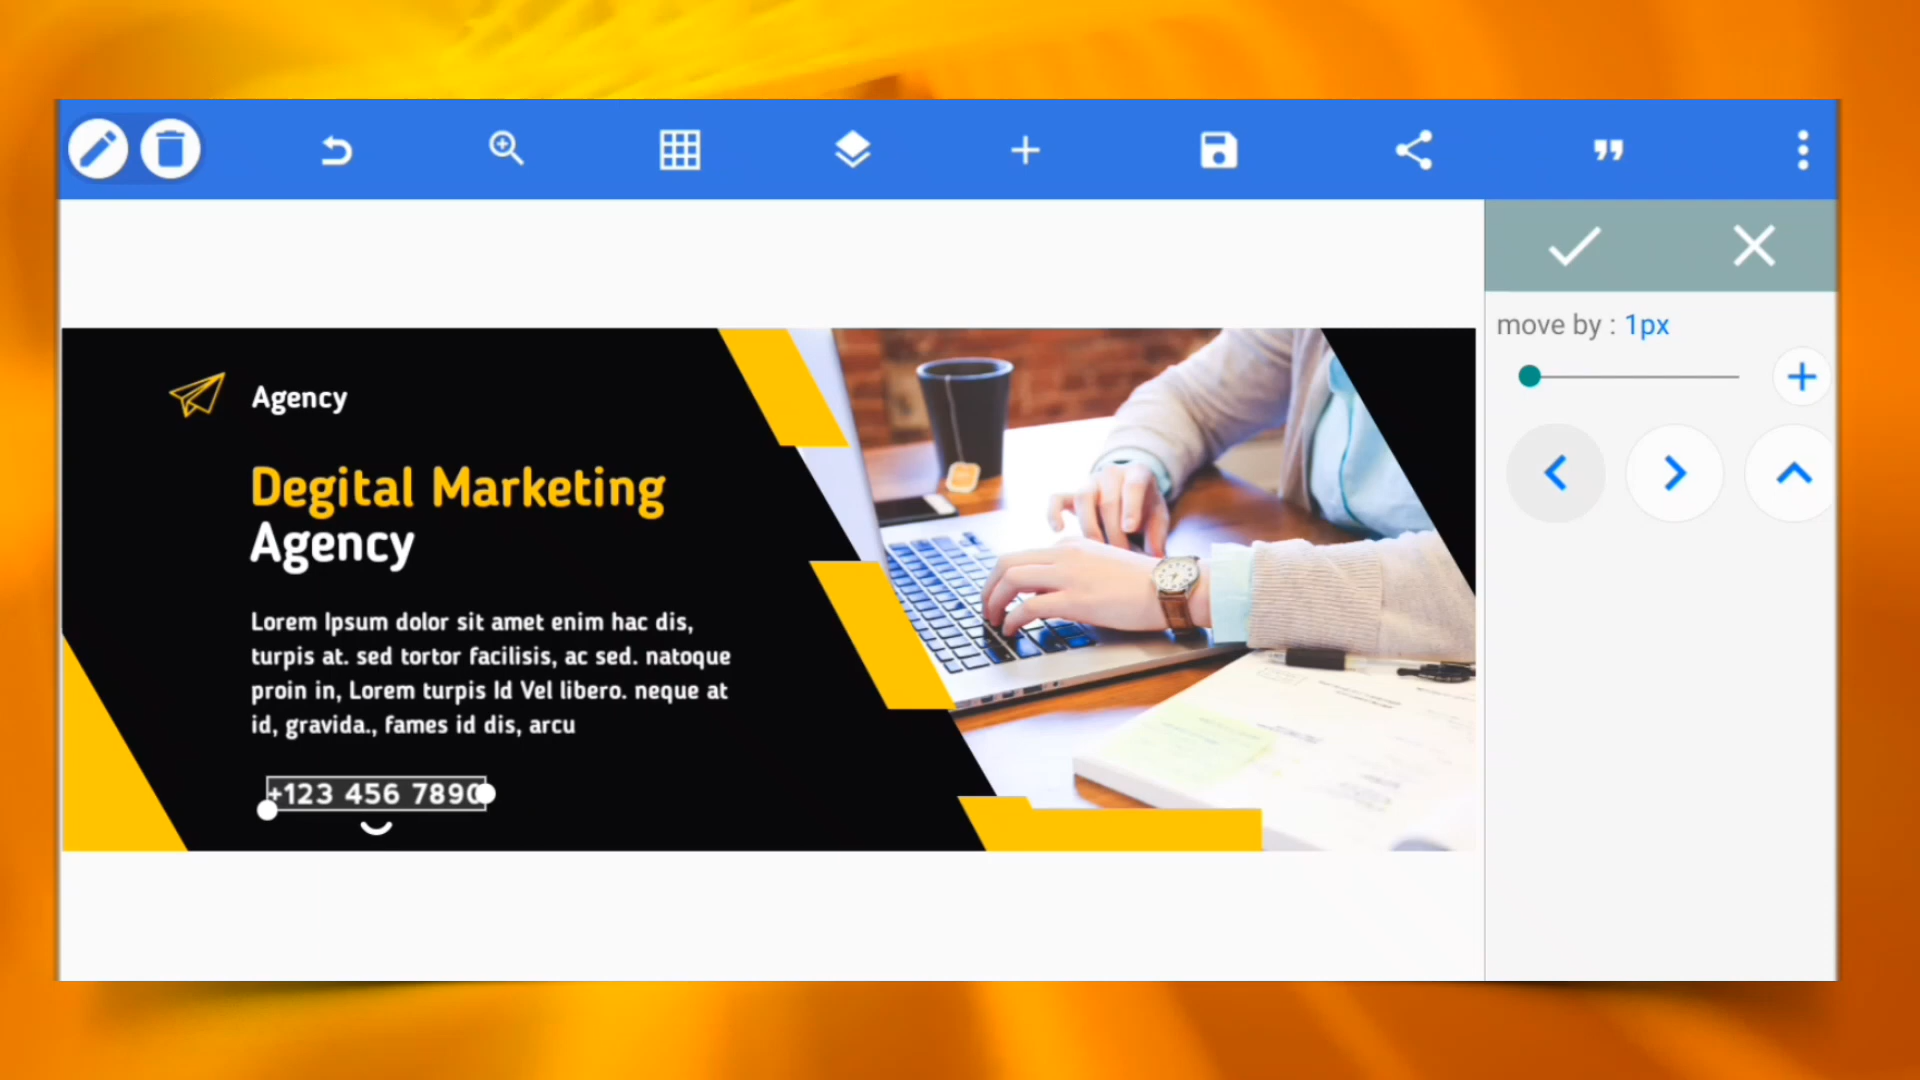 move by : 1px
Agency
Degital Marketing
Agency
Lorem Ipsum dolor sit amet enim hac dis,
turpis at. sed tortor facilisis, ac sed. natoque
proin in, Lorem turpis Id Vel libero. neque at
id, gravida., fames id dis, arcu
+123 456 7890